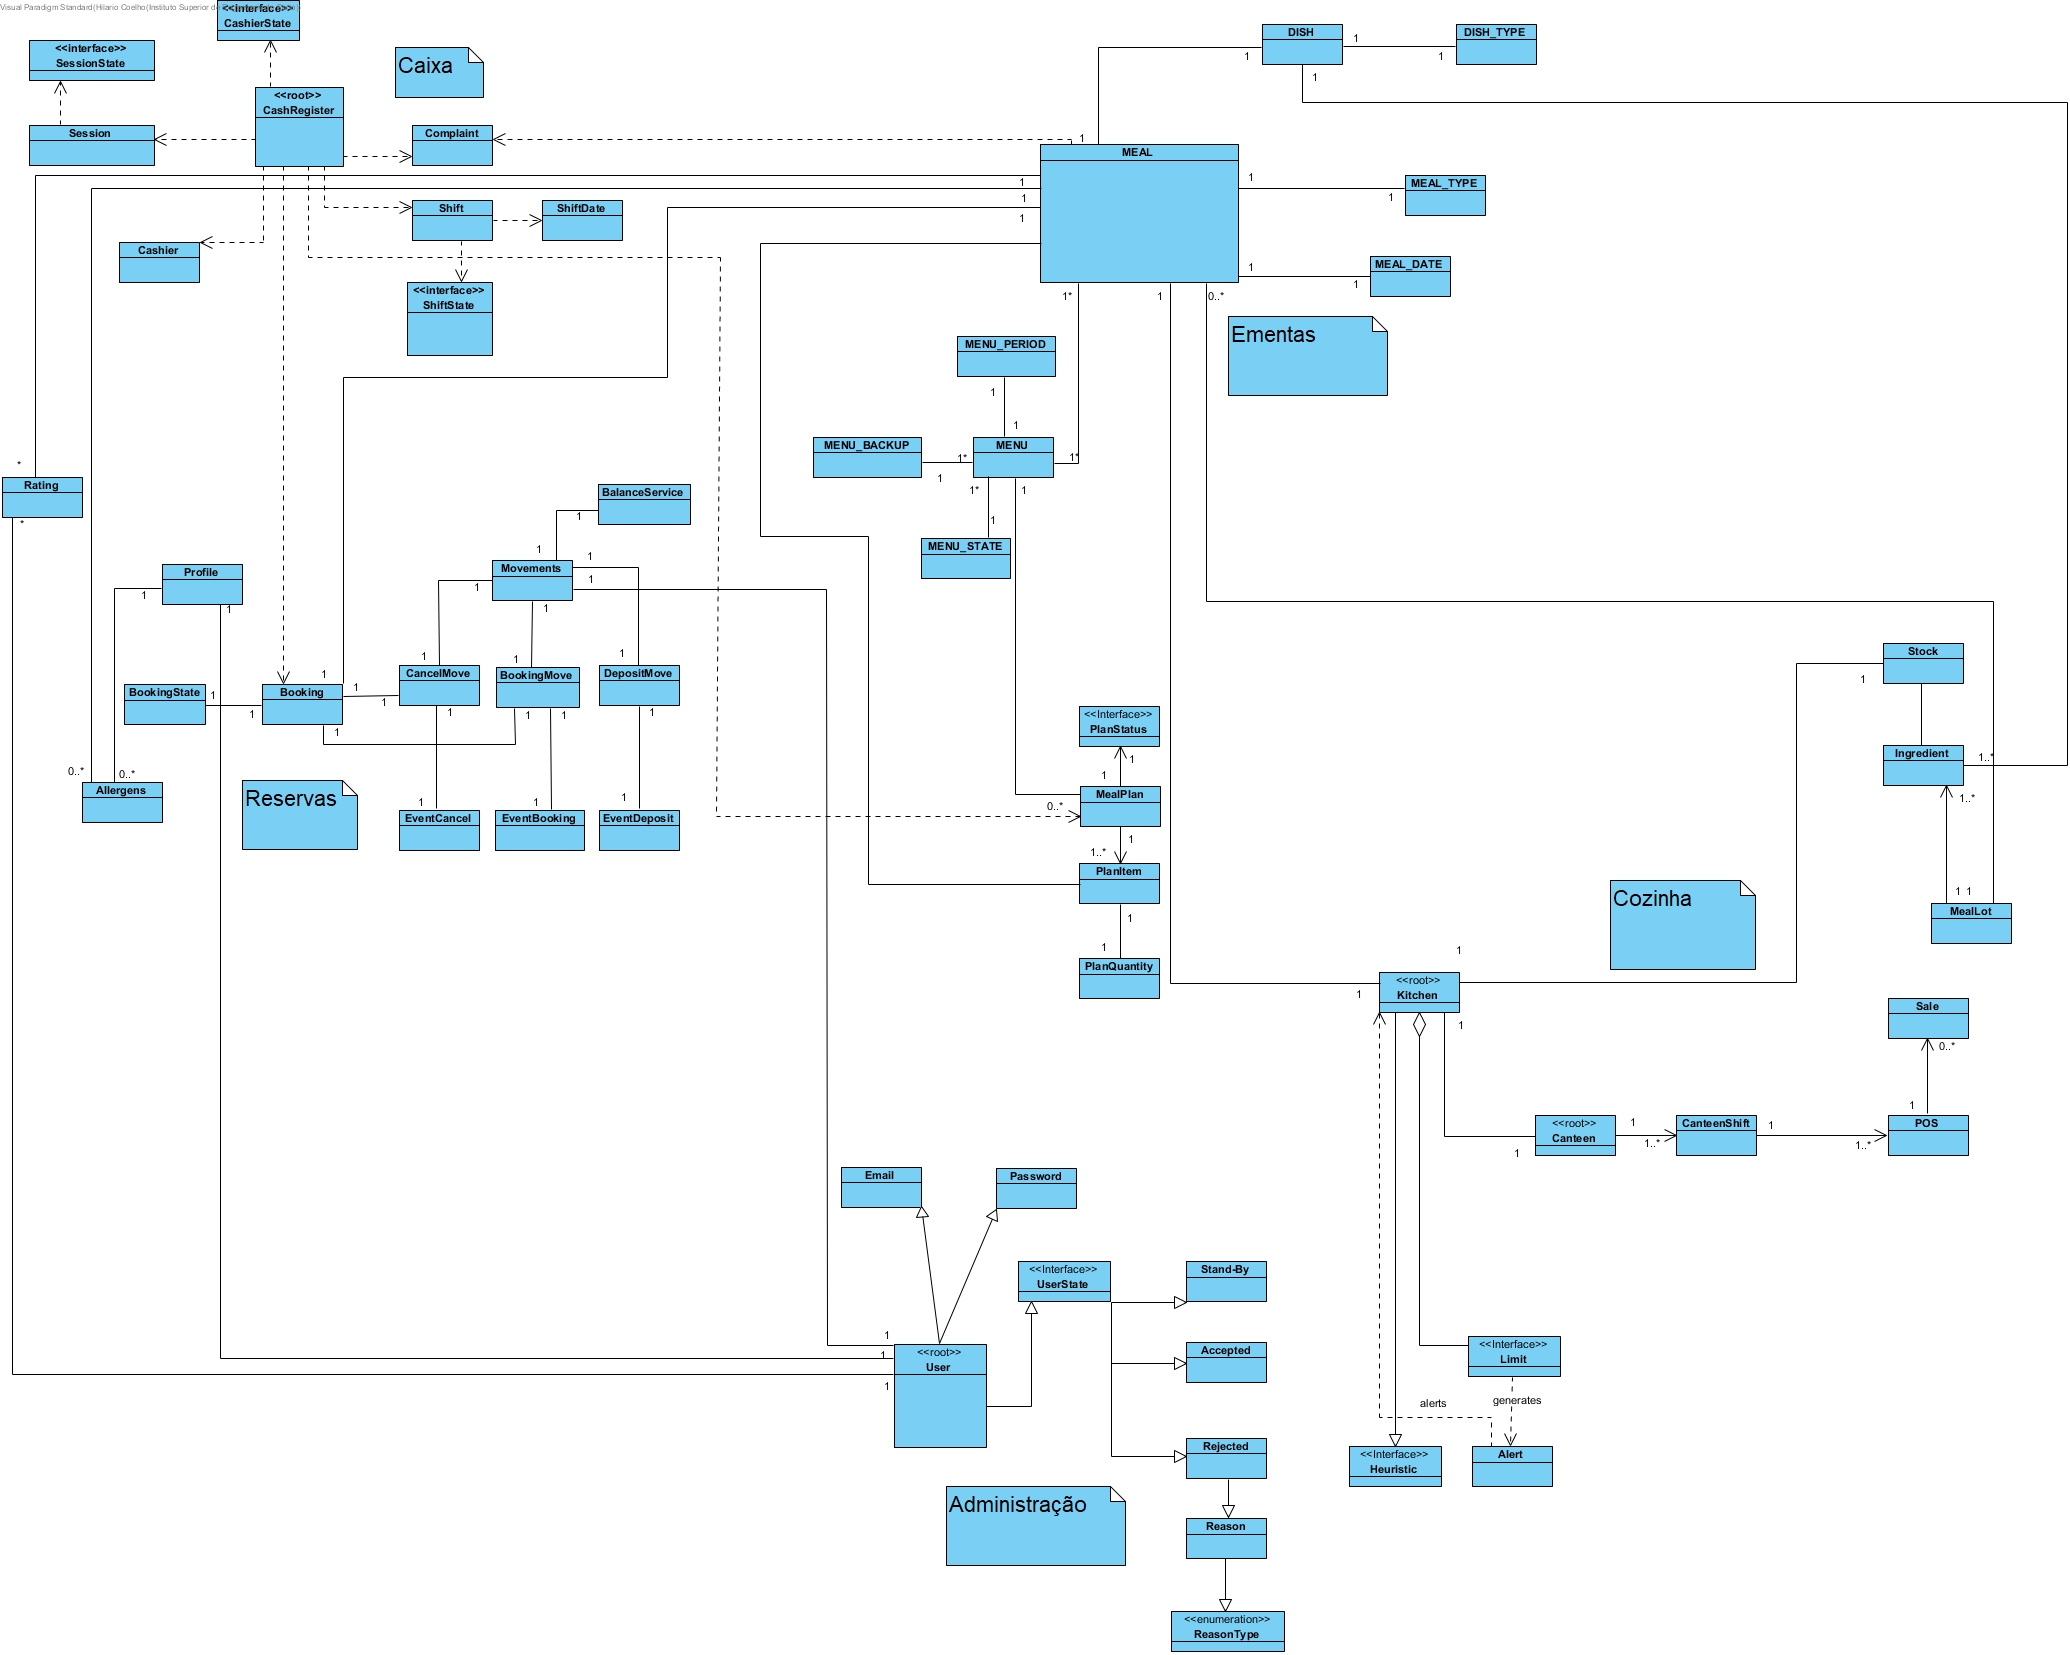 Visual Paradigm Standard(Hilario Coelho(Instituto Superior de
<<interface>>
CashierState
<<interface>>
SessionState
<<root>>
CashRegister
Caixa
Session
Complaint
Shift
ShiftDate
Cashier
<<interface>>
ShiftState
DISH
1
1
DISH_TYPE
1
1
1
MEAL
1
MEAL_TYPE
1
1
MEAL_DATE
1
1
1
1
1
1*
1
0..*
Ementas
MENU_PERIOD
1
1
MENU_BACKUP
1
1*
MENU
1*
1*
1
1
MENU_STATE
*
Rating
*
BalanceService
1
1
Movements
1
1
1
1
Profile
1
1
1
1
1
CancelMove
BookingMove
DepositMove
BookingState
1
1
Booking
1
1
1
1
1
1
1
1
0..*
0..*
Allergens
Reservas
1
1
1
EventCancel
EventBooking
EventDeposit
<<Interface>>
PlanStatus
1
1
MealPlan
0..*
1
1..*
PlanItem
1
1
PlanQuantity
Stock
1
Ingredient
1..*
1..*
1
1
MealLot
Cozinha
1
<<root>>
Kitchen
1
1
Sale
0..*
1
POS
<<root>>
Canteen
1
1
1..*
CanteenShift
1
1..*
Email
Password
<<Interface>>
UserState
Stand-By
Accepted
Rejected
1
1
1
<<root>>
User
Reason
<<enumeration>>
ReasonType
Administração
<<Interface>>
Limit
alerts
generates
<<Interface>>
Heuristic
Alert